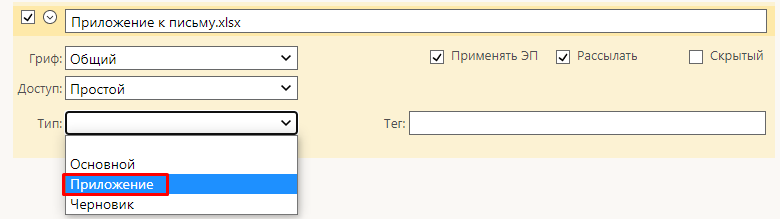 Приложение к письму.xlsx
Гриф: Общий Применять ЭП Рассылать Скрытый
Доступ: Простой
Тип: Тег:
Основной
Приложение
Черновик